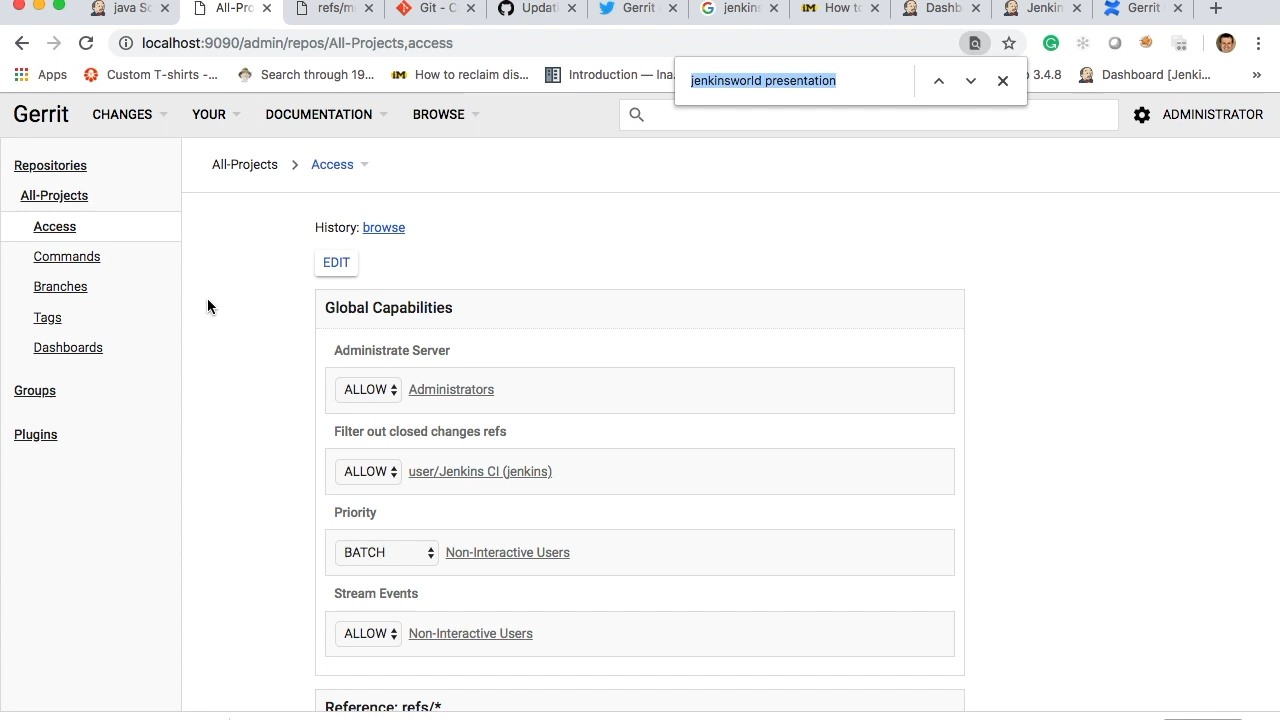 java Sc
All-Pro
refs/m
Git - C
Updati
Gerrit
jenkins
How to
Dashb
Jenkin
Gerrit
localhost:9090/admin/repos/All-Projects,access
Apps
Custom T-shirts -...
Search through 19...
How to reclaim dis...
Introduction — Ina
3.4.8
Dashboard [Jenki...
»
jenkinsworld presentation
Gerrit
CHANGES
YOUR
DOCUMENTATION
BROWSE
ADMINISTRATOR
Repositories
All-Projects
Access
Commands
Branches
Tags
Dashboards
Groups
Plugins
All-Projects > Access
History: browse
EDIT
Global Capabilities
Administrate Server
ALLOW Administrators
Filter out closed changes refs
ALLOW user/Jenkins CI (jenkins)
Priority
BATCH Non-Interactive Users
Stream Events
ALLOW Non-Interactive Users
Reference: refs/*